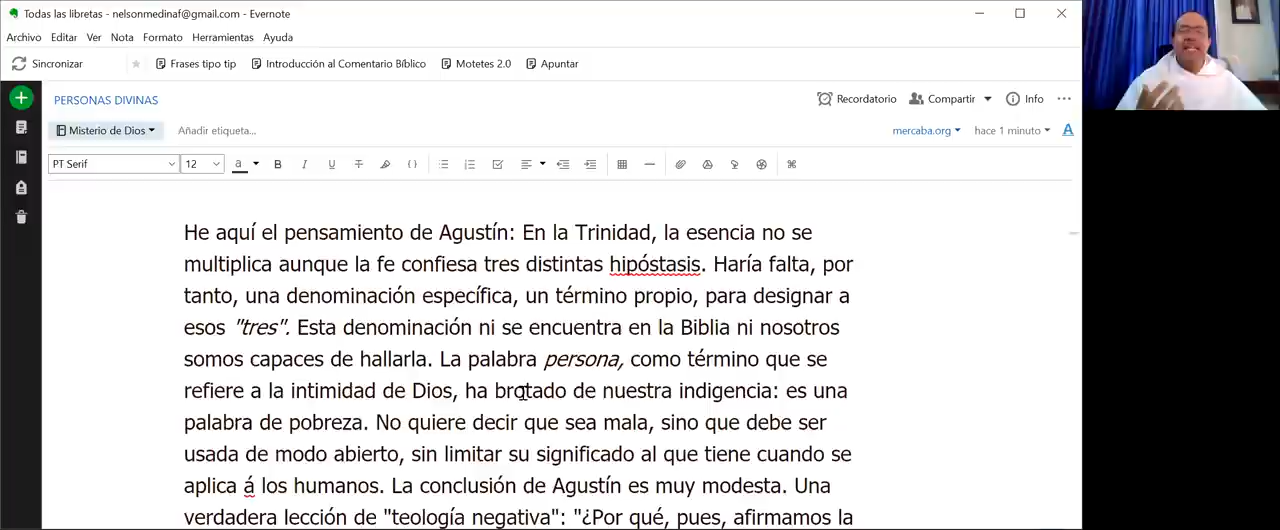 Todas las libretas - nelsonmedinaf@gmail.com - Evernote
Archivo Editar Ver Nota Formato Herramientas Ayuda
Sincronizar Frases tipo tip Introducción al Comentario Bíblico Motetes 2.0 Apuntar
PERSONAS DIVINAS Recordatorio Compartir Info
Misterio de Dios Añadir etiqueta... mercaba.org hace 1 minuto A
PT Serif 12 a B I U T
He aquí el pensamiento de Agustín: En la Trinidad, la esencia no se
multiplica aunque la fe confiesa tres distintas hipóstasis. Haría falta, por
tanto, una denominación específica, un término propio, para designar a
esos "tres". Esta denominación ni se encuentra en la Biblia ni nosotros
somos capaces de hallarla. La palabra persona, como término que se
refiere a la intimidad de Dios, ha brotado de nuestra indigencia: es una
palabra de pobreza. No quiere decir que sea mala, sino que debe ser
usada de modo abierto, sin limitar su significado al que tiene cuando se
aplica á los humanos. La conclusión de Agustín es muy modesta. Una
verdadera lección de "teología negativa": "¿Por qué, pues, afirmamos la